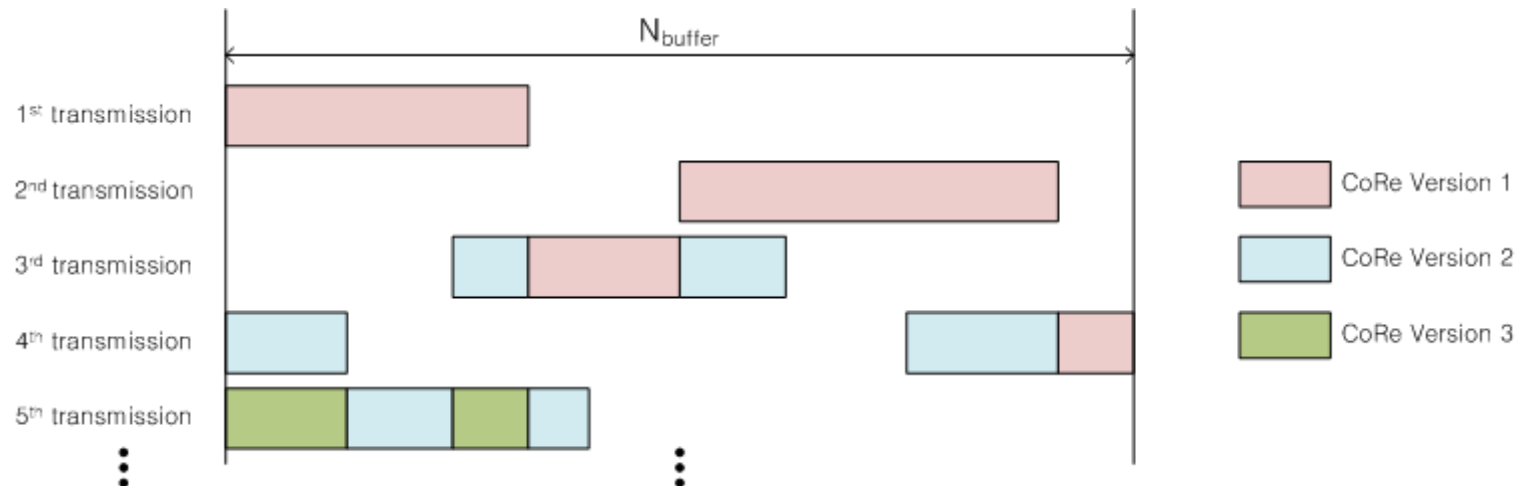 N_buffer
1st transmission
2nd transmission
3rd transmission
4th transmission
5th transmission
CoRe Version 1
CoRe Version 2
CoRe Version 3